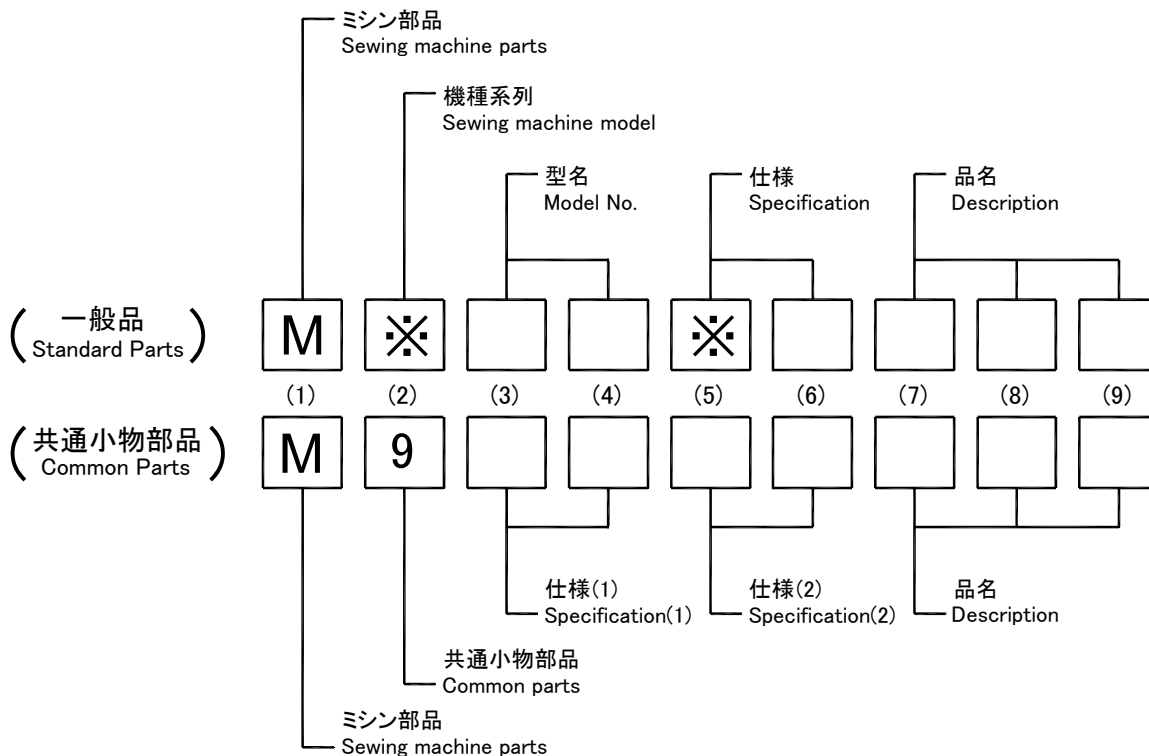 ミシン部品
Sewing machine parts
機種系列
Sewing machine model
型名
Model No.
仕様
Specification
品名
Description
(一般品
Standard Parts)
M ※ ※
(1) (2) (3) (4) (5) (6) (7) (8) (9)
(共通小物部品
Common Parts)
M 9
仕様(1)
Specification(1)
仕様(2)
Specification(2)
品名
Description
共通小物部品
Common parts
ミシン部品
Sewing machine parts